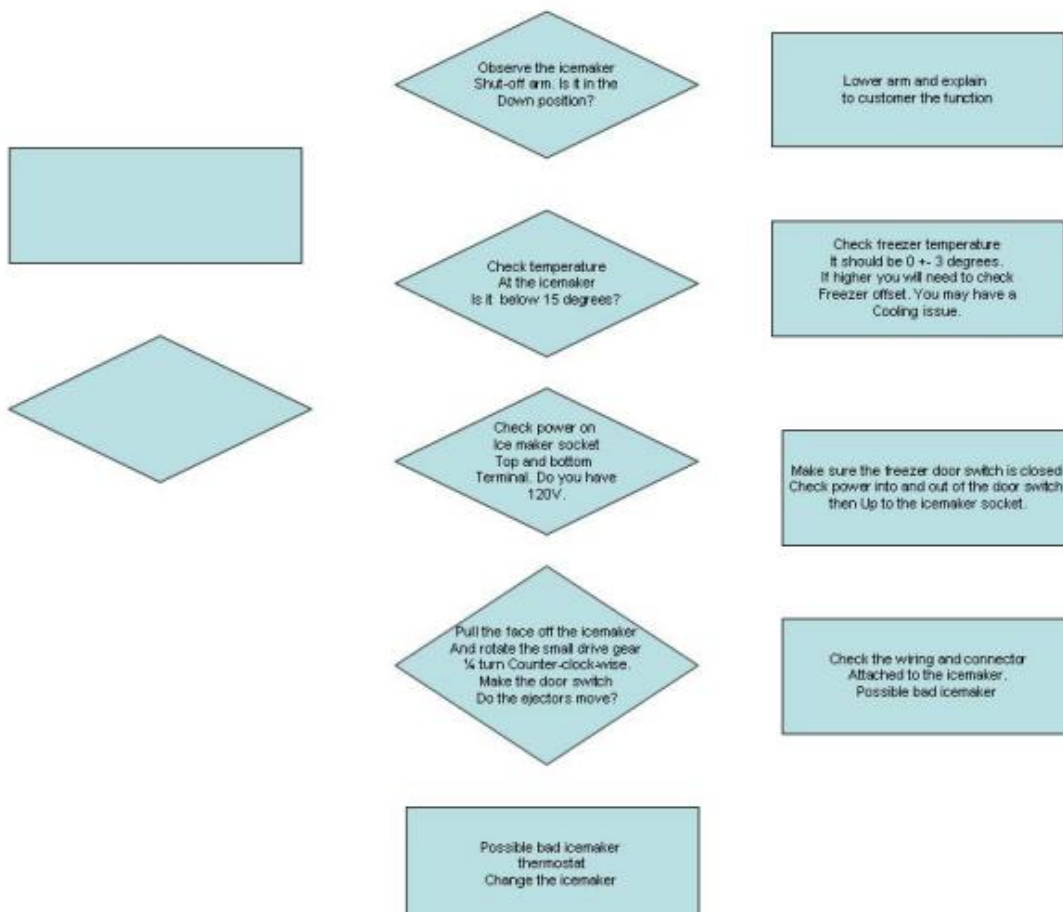 Observe the icemaker
Shut-off arm. Is it in the
Down position?
Lower arm and explain
to customer the function
Check temperature
At the icemaker
Is it below 15 degrees?
Check freezer temperature
It should be 0 +- 3 degrees.
If higher you will need to check
Freezer offset. You may have a
Cooling issue.
Check power on
Ice maker socket
Top and bottom
Terminal. Do you have
120V.
Make sure the freezer door switch is closed
Check power into and out of the door switch
then Up to the icemaker socket.
Pull the face off the icemaker
And rotate the small drive gear
¼ turn Counter-clock-wise.
Make the door switch
Do the ejectors move?
Check the wiring and connector
Attached to the icemaker.
Possible bad icemaker
Possible bad icemaker
thermostat
Change the icemaker